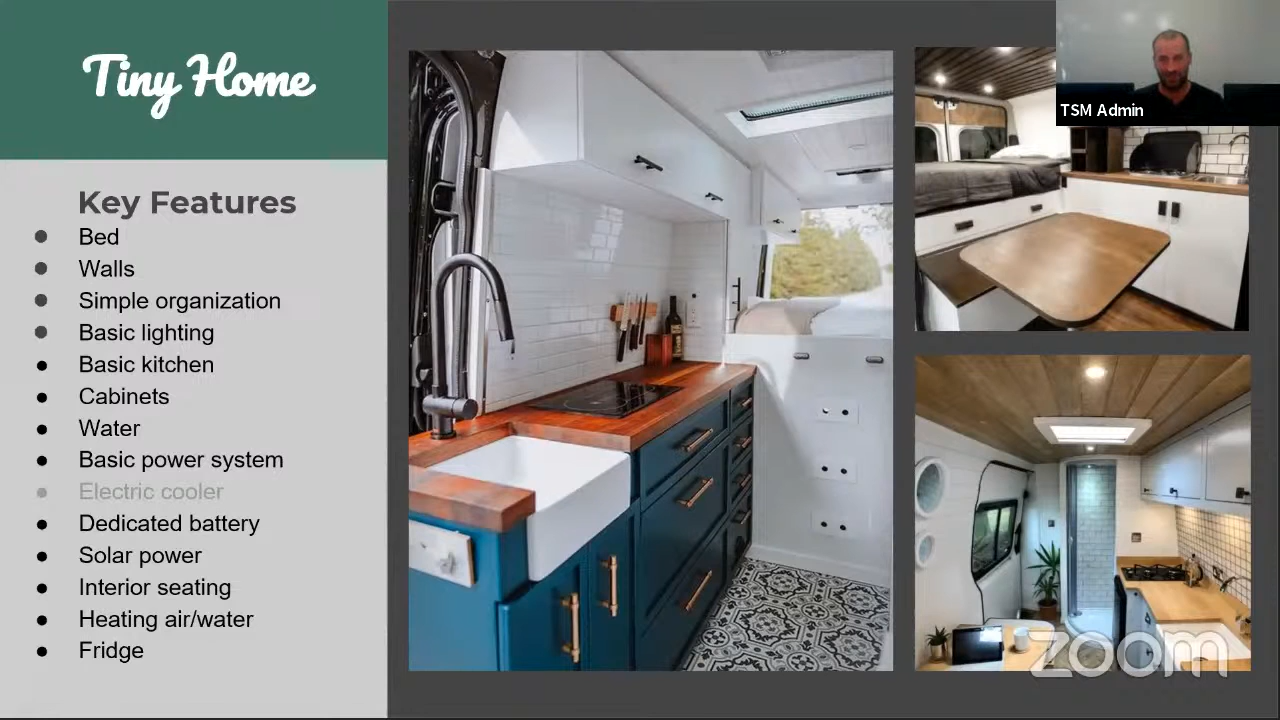 Tiny Home
Key Features
Bed
Walls
Simple organization
Basic lighting
Basic kitchen
Cabinets
Water
Basic power system
Electric cooler
Dedicated battery
Solar power
Interior seating
Heating air/water
Fridge
TSM Admin
zoom